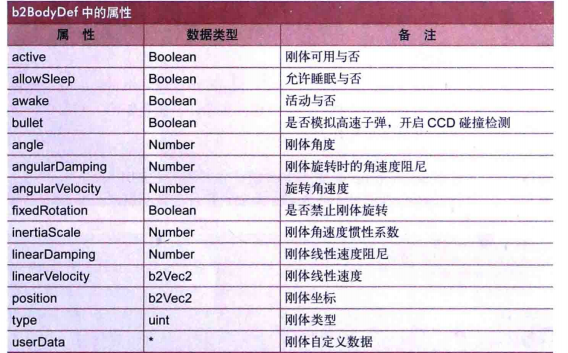 b2BodyDef 中的属性
属 性 数据类型 备 注
active Boolean 刚体可用与否
allowSleep Boolean 允许睡眠与否
awake Boolean 活动与否
bullet Boolean 是否模拟高速子弹，开启 CCD 碰撞检测
angle Number 刚体角度
angularDamping Number 刚体旋转时的角速度阻尼
angularVelocity Number 旋转角速度
fixedRotation Boolean 是否禁止刚体旋转
inertiaScale Number 刚体角速度惯性系数
linearDamping Number 刚体线性速度阻尼
linearVelocity b2Vec2 刚体线性速度
position b2Vec2 刚体坐标
type uint 刚体类型
userData * 刚体自定义数据